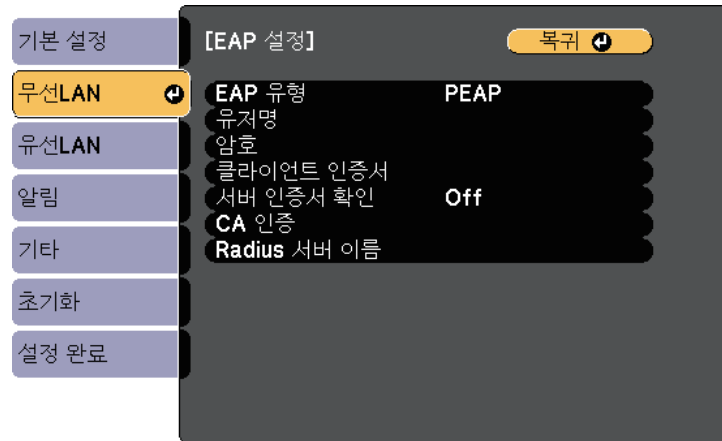 기본 설정
무선LAN
유선LAN
알림
기타
초기화
설정 완료
[EAP 설정]
복귀
EAP 유형 PEAP
유저명
암호
클라이언트 인증서
서버 인증서 확인 Off
CA 인증
Radius 서버 이름